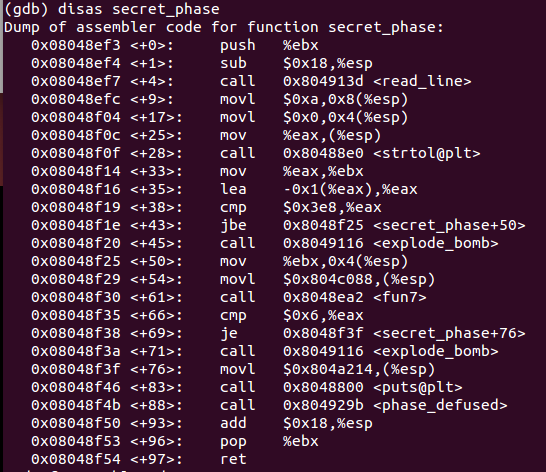 (gdb) disas secret_phase
Dump of assembler code for function secret_phase:
0x08048ef3 <+0>: push %ebx
0x08048ef4 <+1>: sub $0x18,%esp
0x08048ef7 <+4>: call 0x804913d <read_line>
0x08048efc <+9>: movl $0xa,0x8(%esp)
0x08048f04 <+17>: movl $0x0,0x4(%esp)
0x08048f0c <+25>: mov %eax,(%esp)
0x08048f0f <+28>: call 0x80488e0 <strtol@plt>
0x08048f14 <+33>: mov %eax,%ebx
0x08048f16 <+35>: lea -0x1(%eax),%eax
0x08048f19 <+38>: cmp $0x3e8,%eax
0x08048f1e <+43>: jbe 0x8048f25 <secret_phase+50>
0x08048f20 <+45>: call 0x8049116 <explode_bomb>
0x08048f25 <+50>: mov %ebx,0x4(%esp)
0x08048f29 <+54>: movl $0x804c088,(%esp)
0x08048f30 <+61>: call 0x8048ea2 <fun7>
0x08048f35 <+66>: cmp $0x6,%eax
0x08048f38 <+69>: je 0x8048f3f <secret_phase+76>
0x08048f3a <+71>: call 0x8049116 <explode_bomb>
0x08048f3f <+76>: movl $0x804a214,(%esp)
0x08048f46 <+83>: call 0x8048800 <puts@plt>
0x08048f4b <+88>: call 0x804929b <phase_defused>
0x08048f50 <+93>: add $0x18,%esp
0x08048f53 <+96>: pop %ebx
0x08048f54 <+97>: ret